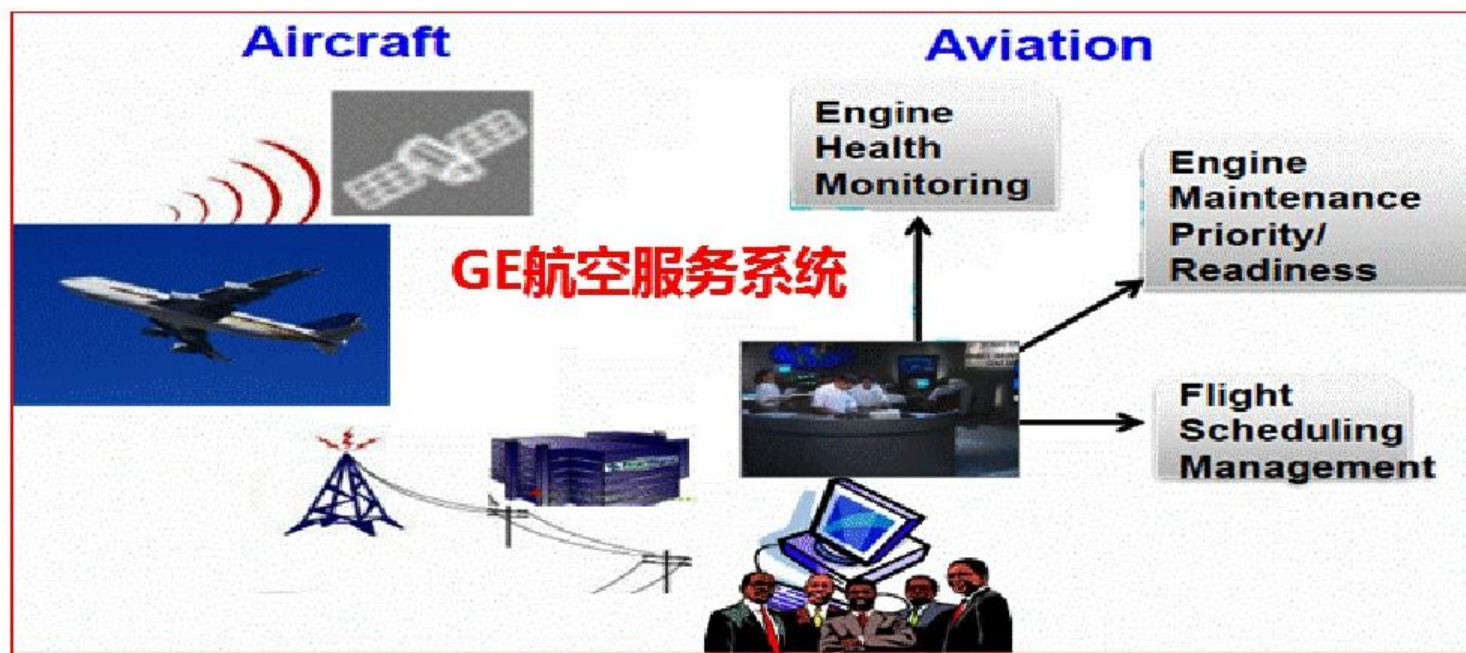 Aircraft
Aviation
Engine
Health
Monitoring
Engine
Maintenance
Priority/
Readiness
GE航空服务系统
Flight
Scheduling
Management